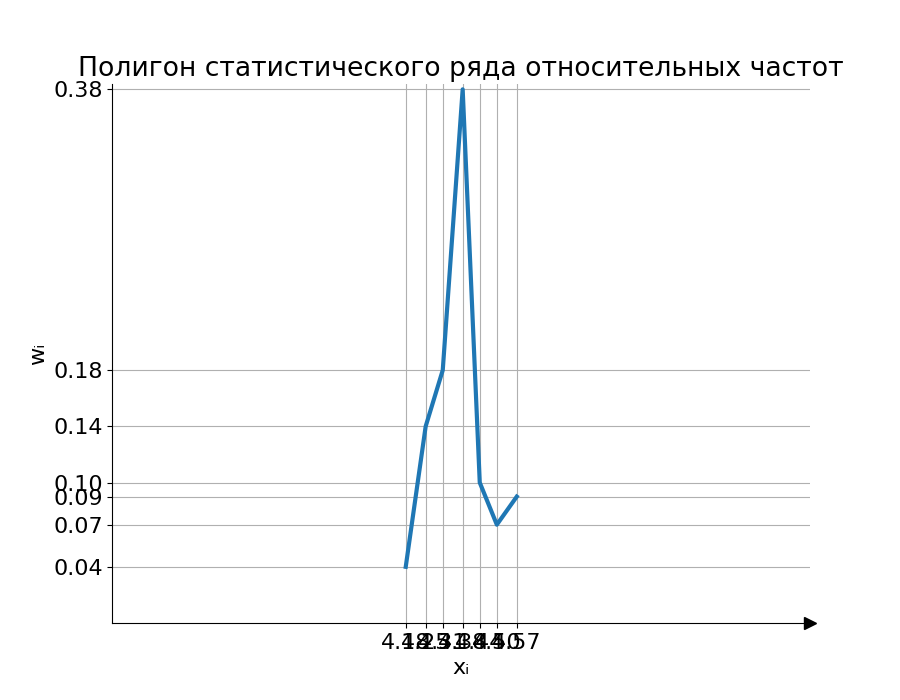 Полигон статистического ряда относительных частот
0.38
wᵢ
0.18
0.14
0.10
0.09
0.07
0.04
xᵢ